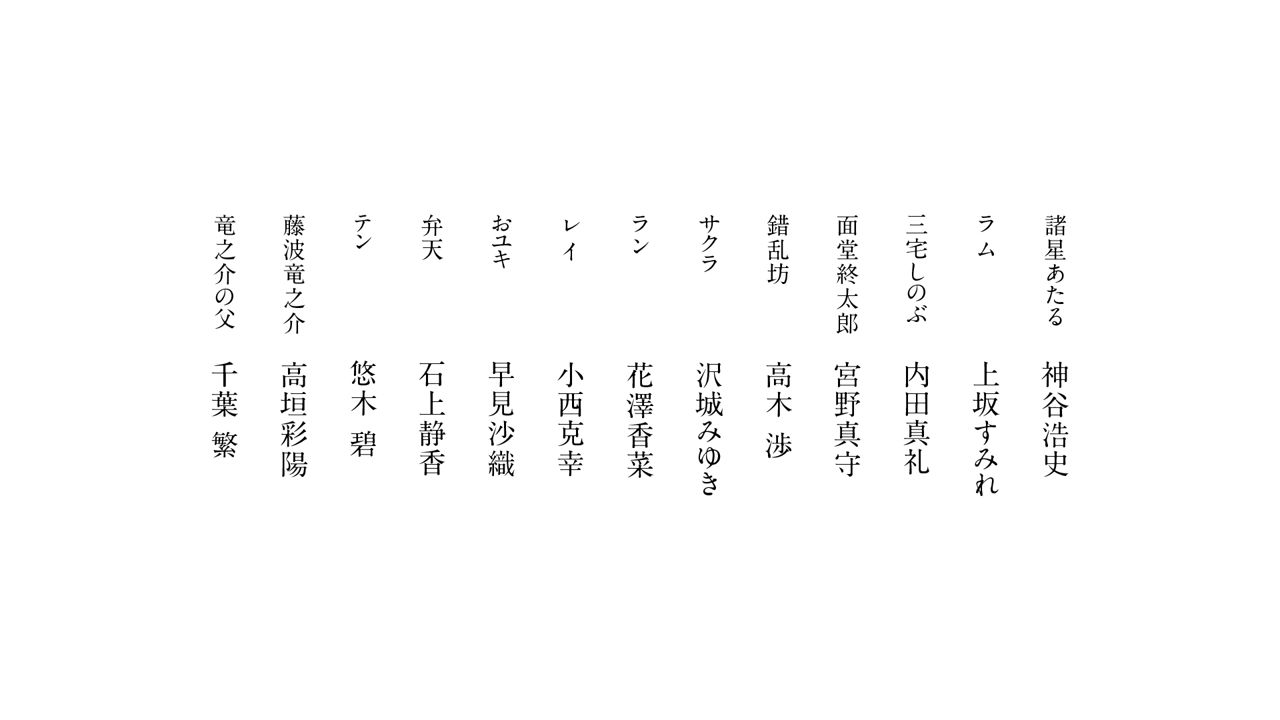 諸星あたる 神谷浩史
ラム 上坂すみれ
三宅しのぶ 内田真礼
面堂終太郎 宮野真守
錯乱坊 高木 渉
サクラ 沢城みゆき
ラン 花澤香菜
レイ 小西克幸
おユキ 早見沙織
弁天 石上静香
テン 悠木 碧
藤波竜之介 高垣彩陽
竜之介の父 千葉 繁